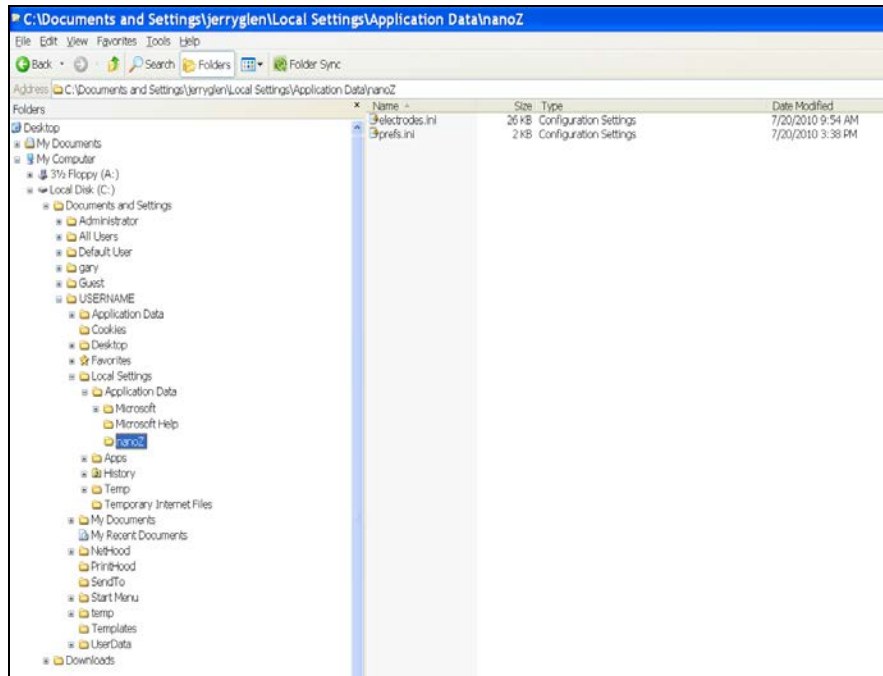 C:\Documents and Settings\jerryglen\Local Settings\Application Data\nanoZ
File Edit View Favorites Tools Help
Back Search Folders Folder Sync
Address C:\Documents and Settings\jerryglen\Local Settings\Application Data\nanoZ
Folders x Name Size Type Date Modified
electrodes.ini 26 KB Configuration Settings 7/20/2010 9:54 AM
prefs.ini 2 KB Configuration Settings 7/20/2010 3:38 PM
Desktop
My Documents
My Computer
3½ Floppy (A:)
Local Disk (C:)
Documents and Settings
Administrator
All Users
Default User
gary
Guest
USERNAME
Application Data
Cookies
Desktop
Favorites
Local Settings
Application Data
Microsoft
Microsoft Help
nanoZ
Apps
History
Temp
Temporary Internet Files
My Documents
My Recent Documents
NetHood
PrintHood
SendTo
Start Menu
temp
Templates
UserData
Downloads